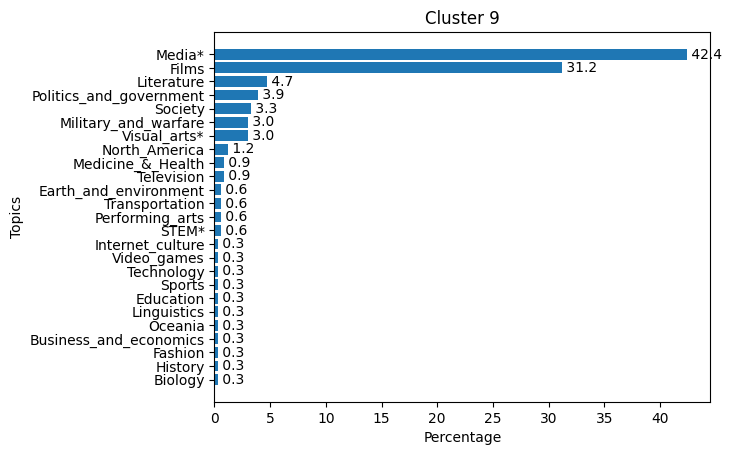 Cluster 9
Topics
Media* 42.4
Films 31.2
Literature 4.7
Politics_and_government 3.9
Society 3.3
Military_and_warfare 3.0
Visual_arts* 3.0
North_America 1.2
Medicine_&_Health 0.9
Television 0.9
Earth_and_environment 0.6
Transportation 0.6
Performing_arts 0.6
STEM* 0.6
Internet_culture 0.3
Video_games 0.3
Technology 0.3
Sports 0.3
Education 0.3
Linguistics 0.3
Oceania 0.3
Business_and_economics 0.3
Fashion 0.3
History 0.3
Biology 0.3
0 5 10 15 20 25 30 35 40
Percentage